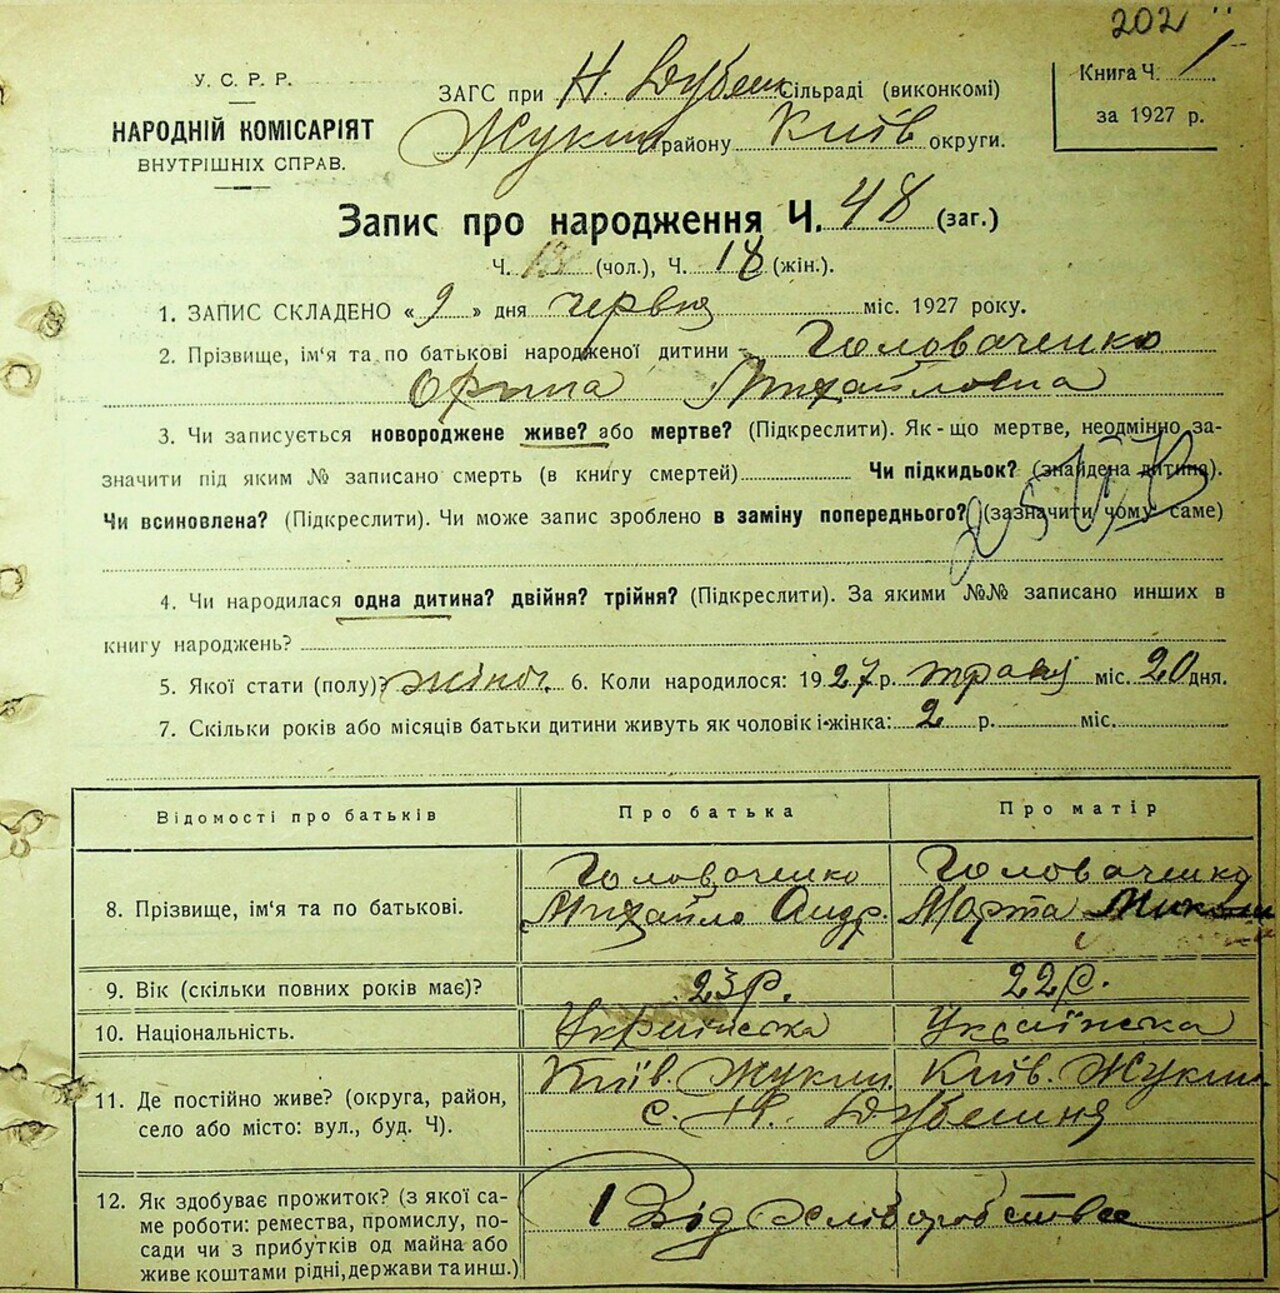 202
У. С. Р. Р.
НАРОДНІЙ КОМІСАРІЯТ
ВНУТРІШНІХ СПРАВ.
ЗАГС при Н. Дубеш Сільраді (виконкомі)
Жукин району Київ округи.
Книга Ч. 1
за 1927 р.
Запис про народження Ч. 48 (заг.)
Ч. (чол.), Ч. 18 (жін.).
1. ЗАПИС СКЛАДЕНО « 9 » дня червня міс. 1927 року.
2. Прізвище, ім'я та по батькові народженої дитини - Головаченко
Орина Михайловна
3. Чи записується новороджене живе? або мертве? (Підкреслити). Як-що мертве, неодмінно за-
значити під яким № записано смерть (в книгу смертей) Чи підкидьок? (знайдена дитина).
Чи всиновлена? (Підкреслити). Чи може запис зроблено в заміну попереднього? (зазначити чому саме)
4. Чи народилася одна дитина? двійня? трійня? (Підкреслити). За якими №№ записано инших в
книгу народжень?
5. Якої стати (полу)? жіноч. 6. Коли народилося: 1927 р. травня міс. 20 дня.
7. Скільки років або місяців батьки дитини живуть як чоловік і жінка: 2 р. міс.
Відомості про батьків Про батька Про матір
Головаченко Головаченко
8. Прізвище, ім'я та по батькові. Михайло Андр. Марта
9. Вік (скільки повних років має)? 23р. 22р.
10. Національність. Українська Українська
11. Де постійно живе? (округа, район, Київ. Жукин. Київ. Жукин
село або місто: вул., буд. Ч). с. Н. Дубешня
12. Як здобуває прожиток? (з якої са-
ме роботи: ремества, промислу, по- Від хліборобства
сади чи з прибутків од майна або
живе коштами рідні, держави та инш.)